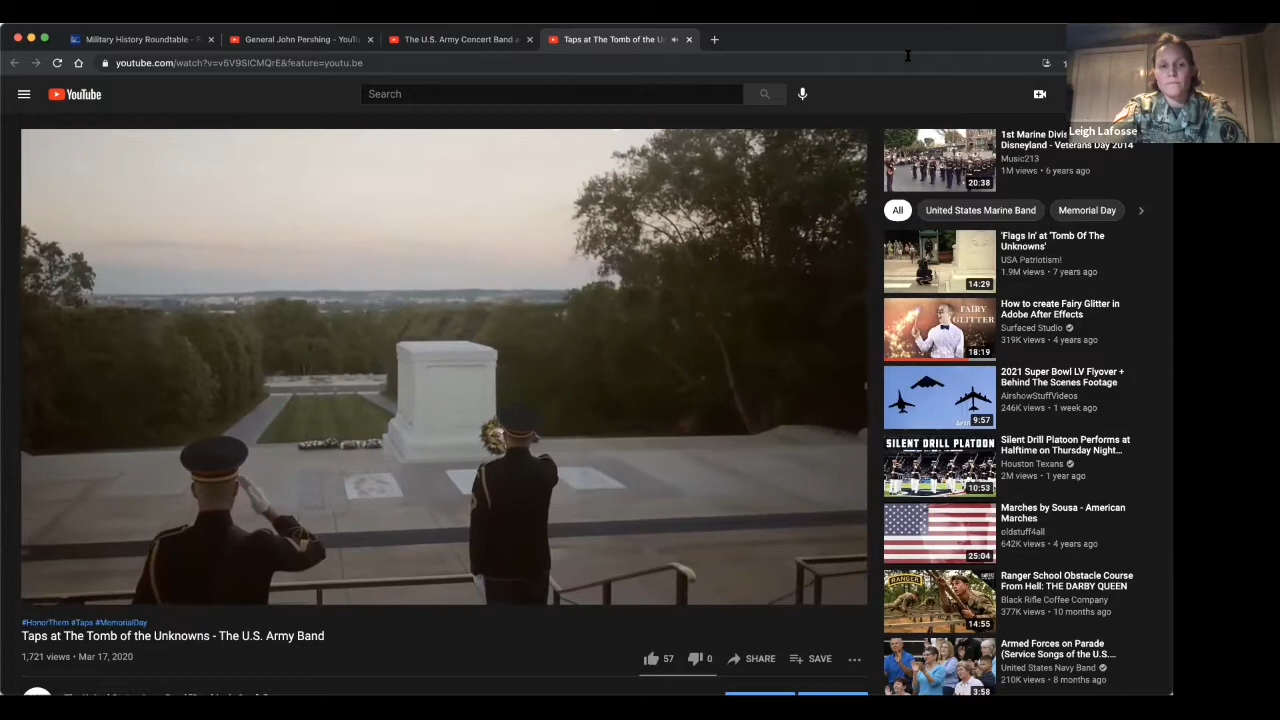 Military History Roundtable -
General John Pershing - YouTu
The U.S. Army Concert Band a
Taps at The Tomb of the U
youtube.com/watch?v=v5V9SlCMQrE&feature=youtu.be
YouTube
Search
Leigh Lafosse
1st Marine Divis
Disneyland - Veterans Day 2014
Music213
1M views • 6 years ago
20:38
All
United States Marine Band
Memorial Day
'Flags In' at 'Tomb Of The
Unknowns'
USA Patriotism!
1.9M views • 7 years ago
14:29
FAIRY
GLITTER
How to create Fairy Glitter in
Adobe After Effects
Surfaced Studio
319K views • 4 years ago
18:19
2021 Super Bowl LV Flyover +
Behind The Scenes Footage
AirshowStuffVideos
246K views • 1 week ago
9:57
SILENT DRILL PLATOON
Silent Drill Platoon Performs at
Halftime on Thursday Night...
Houston Texans
2M views • 1 year ago
10:53
Marches by Sousa - American
Marches
oldstuff4all
642K views • 4 years ago
25:04
RANGER
Ranger School Obstacle Course
From Hell: THE DARBY QUEEN
Black Rifle Coffee Company
377K views • 10 months ago
14:55
Armed Forces on Parade
(Service Songs of the U.S....
United States Navy Band
210K views • 8 months ago
3:58
#HonorThem #Taps #MemorialDay
Taps at The Tomb of the Unknowns - The U.S. Army Band
1,721 views • Mar 17, 2020
57
0
SHARE
SAVE